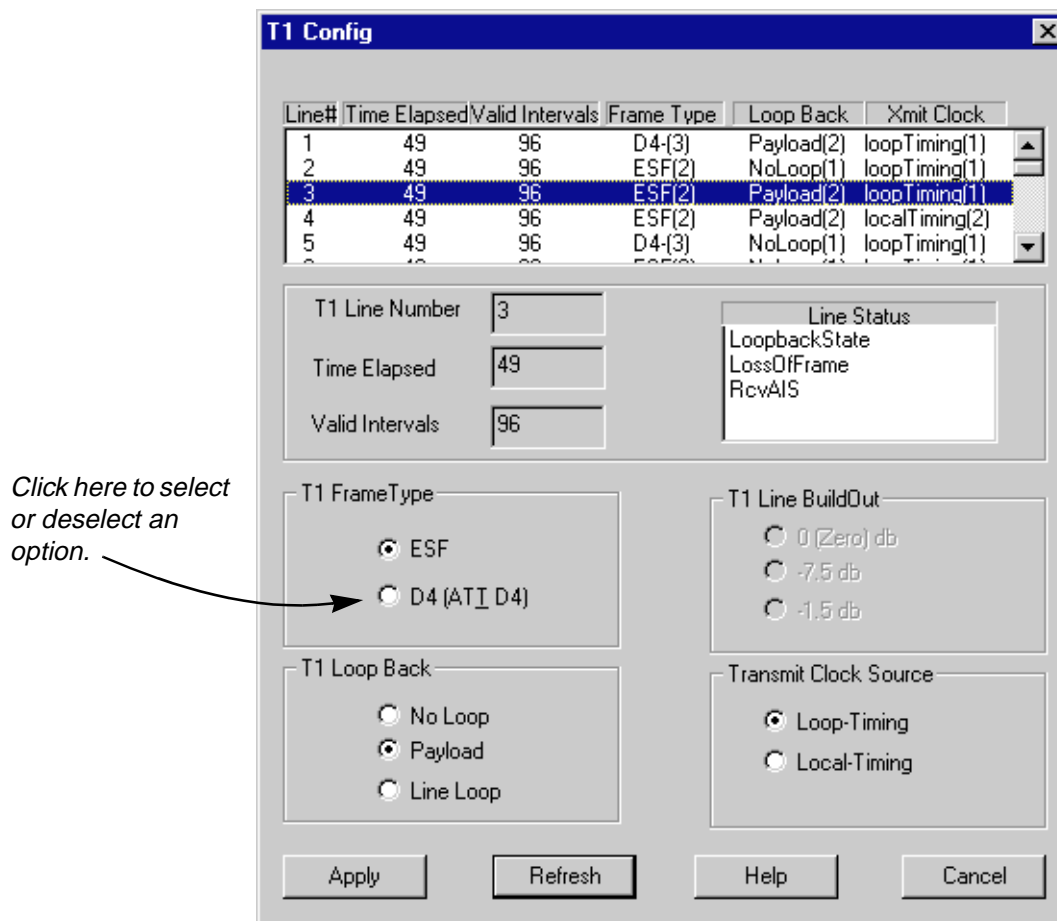 T1 Config
Line# Time Elapsed Valid Intervals Frame Type Loop Back Xmit Clock
1 49 96 D4-(3) Payload(2) loopTiming(1)
2 49 96 ESF(2) NoLoop(1) loopTiming(1)
3 49 96 ESF(2) Payload(2) loopTiming(1)
4 49 96 ESF(2) Payload(2) localTiming(2)
5 49 96 D4-(3) NoLoop(1) loopTiming(1)
T1 Line Number 3
Time Elapsed 49
Valid Intervals 96
Line Status
LoopbackState
LossOfFrame
RcvAIS
Click here to select
or deselect an
option.
T1 FrameType
ESF
D4 (ATT D4)
T1 Line BuildOut
0 (Zero) db
-7.5 db
-1.5 db
T1 Loop Back
No Loop
Payload
Line Loop
Transmit Clock Source
Loop-Timing
Local-Timing
Apply Refresh Help Cancel